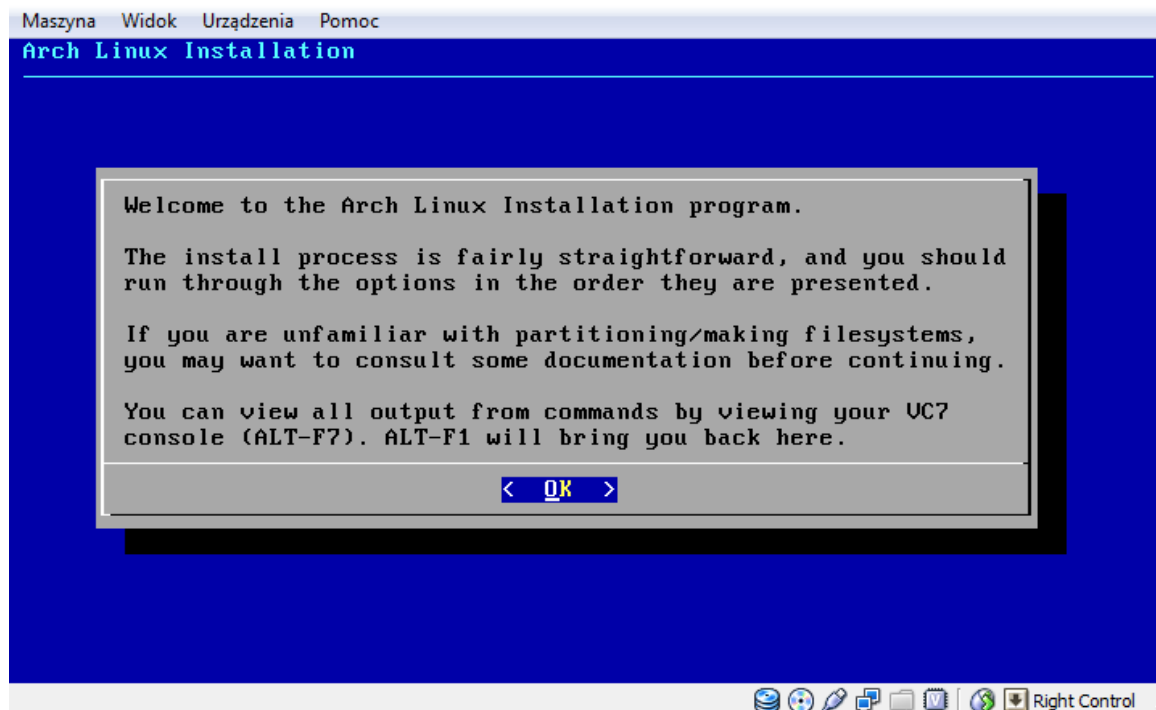 Maszyna Widok Urządzenia Pomoc
Arch Linux Installation
Welcome to the Arch Linux Installation program.
The install process is fairly straightforward, and you should
run through the options in the order they are presented.
If you are unfamiliar with partitioning/making filesystems,
you may want to consult some documentation before continuing.
You can view all output from commands by viewing your VC7
console (ALT-F7). ALT-F1 will bring you back here.
< OK >
Right Control